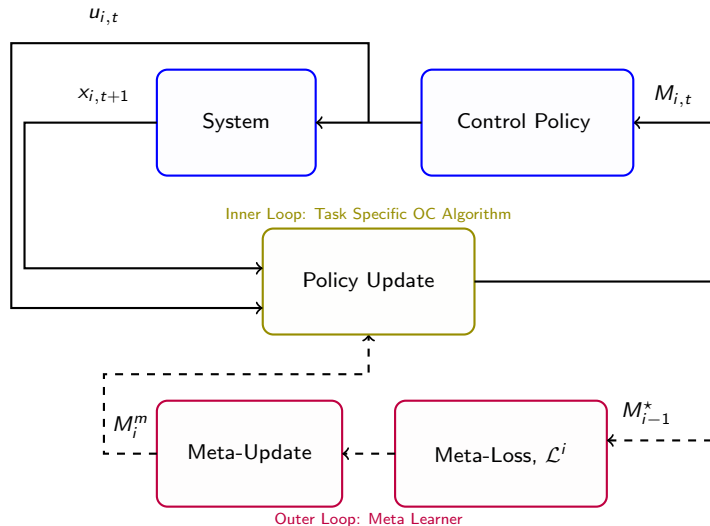 u_{i,t}
x_{i,t+1}
System
Control Policy
M_{i,t}
Inner Loop: Task Specific OC Algorithm
Policy Update
M_i^m
Meta-Update
Meta-Loss, ℒ^i
M_{i-1}^⋆
Outer Loop: Meta Learner